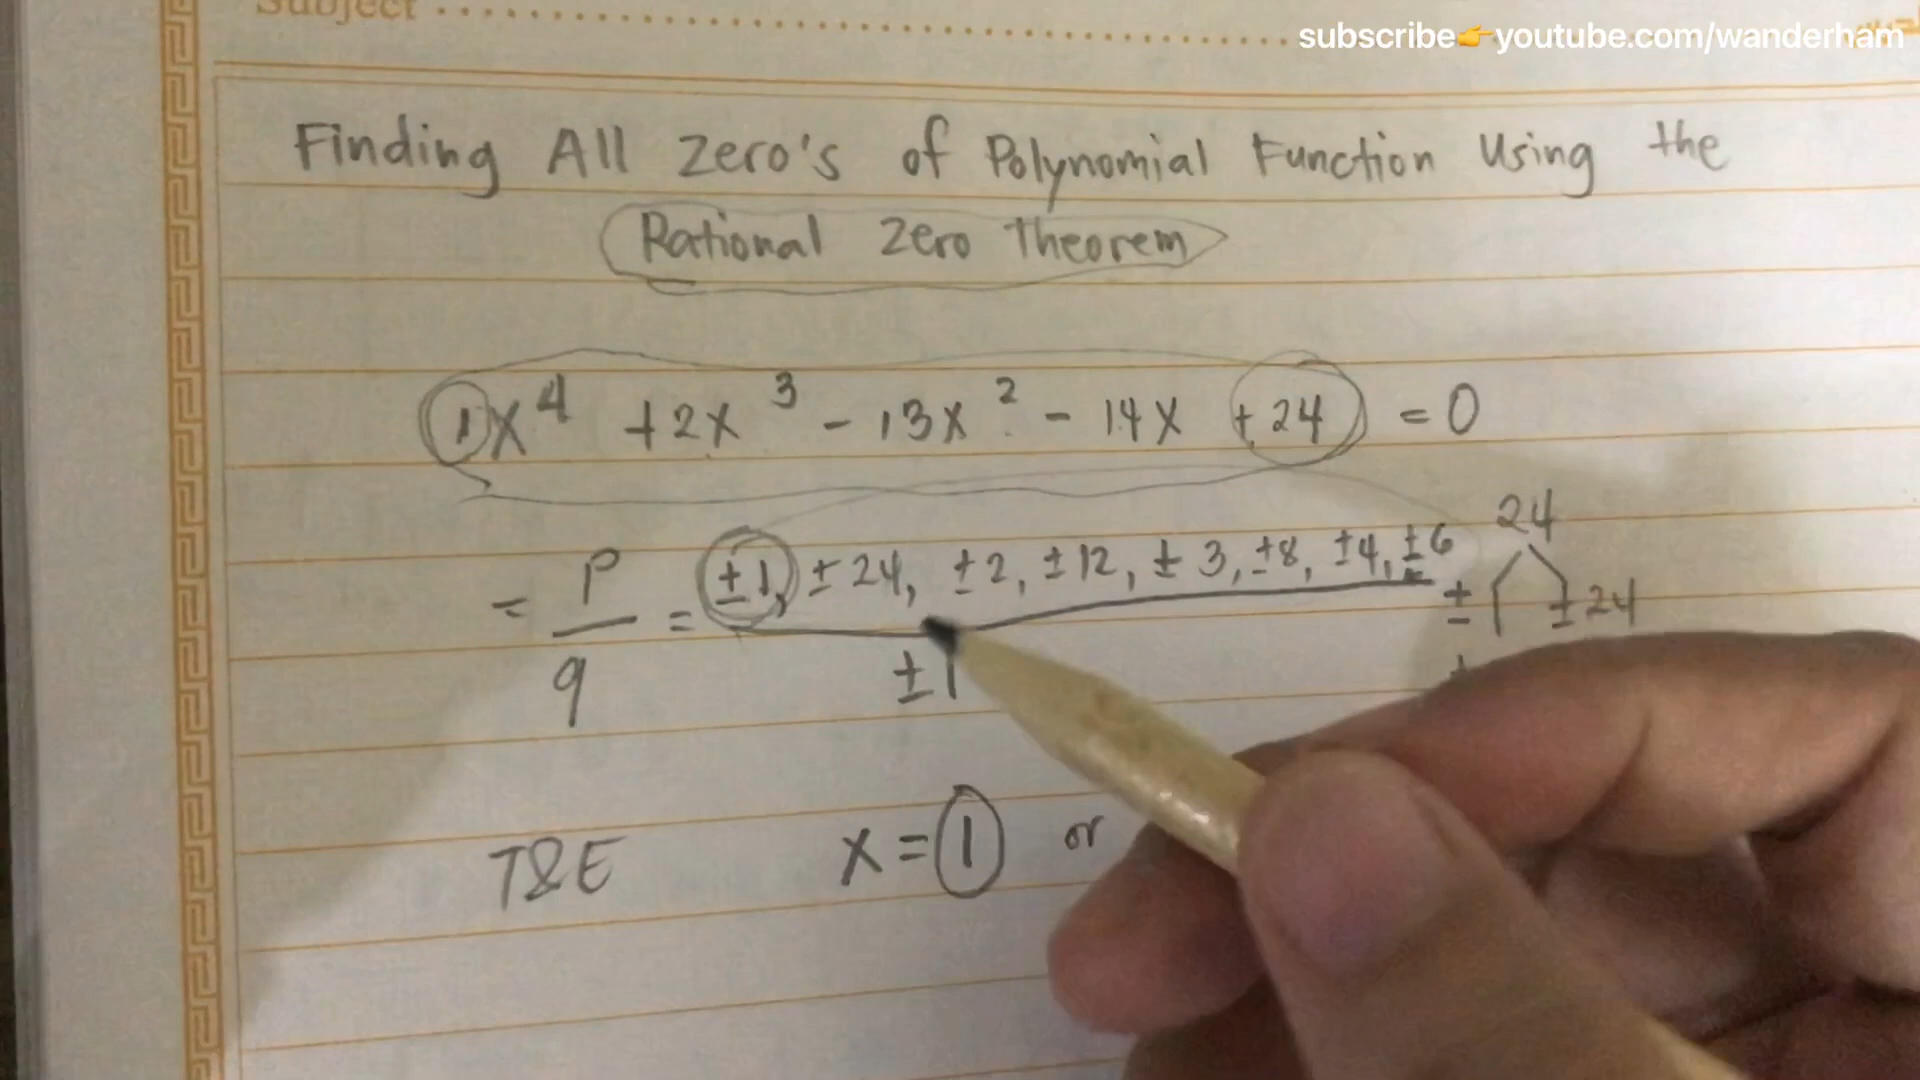 Subject
subscribe👉youtube.com/wanderham
Finding All Zero's of Polynomial Function Using the
Rational Zero Theorem
1x⁴ + 2x³ - 13x² - 14x + 24 = 0
24
= P/q = ±1, ±24, ±2, ±12, ±3, ±8, ±4, ±6 / ±1
±1 ±24
T&E x = 1 or